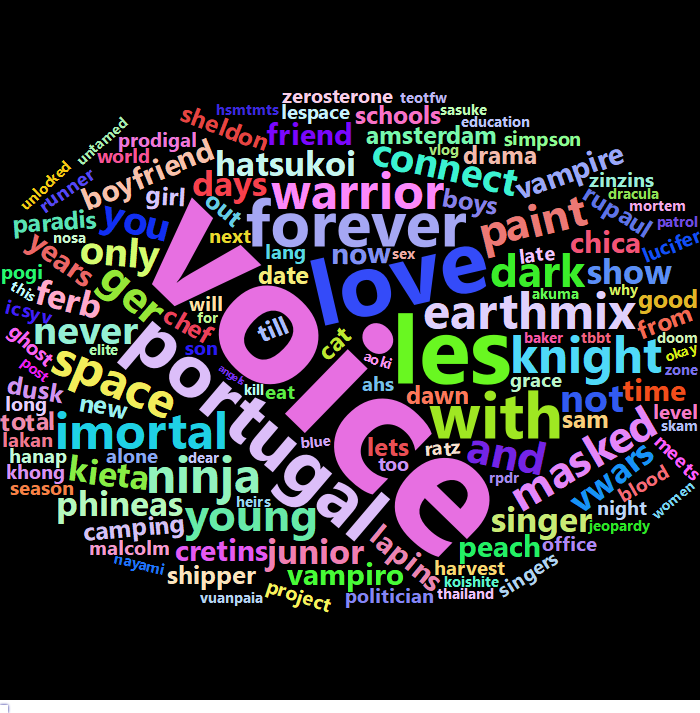 zerosterone
teotfw
hsmtmts
lespace
schools
sasuke
education
sheldon
friend
amsterdam
simpson
untamed
prodigal
vlog
drama
world
boyfriend
hatsukoi
connect
vampire
zinzins
unlocked
runner
girl
days
warrior
boys
rupaul
dracula
mortem
paradis
you
out
forever
paint
patrol
nosa
years
only
next
lang
now
sex
late
chica
lucifer
pogi
this
ferb
ger
will
for
date
love
dark
akuma
why
show
good
icsyv
never
chef
till
cat
earthmix
from
ghost
elite
son
Voice
les
knight
baker
tbbt
doom
okay
post
space
angels
kill
eat
aoki
ahs
grace
zone
dusk
long
new
portugal
dawn
with
not
time
total
imortal
blue
lets
sam
level
skam
lakan
hanap
alone
dear
too
ratz
and
masked
meets
khong
kieta
ninja
rpdr
vwars
blood
season
phineas
heirs
night
women
camping
young
singer
jeopardy
malcolm
cretins
junior
lapins
peach
office
nayami
shipper
vampiro
harvest
koishite
singers
vuanpaia
project
politician
thailand